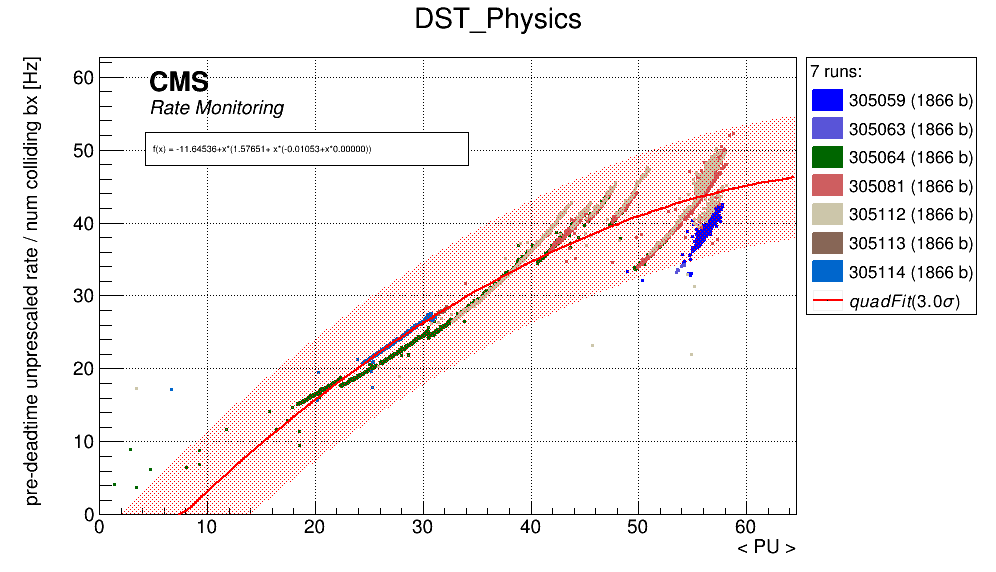 DST_Physics
pre-deadtime unprescaled rate / num colliding bx [Hz]
CMS
Rate Monitoring
f(x) = -11.64536+x*(1.57651+ x*(-0.01053+x*0.00000))
60
50
40
30
20
10
0
0 10 20 30 40 50 60
< PU >
7 runs:
305059 (1866 b)
305063 (1866 b)
305064 (1866 b)
305081 (1866 b)
305112 (1866 b)
305113 (1866 b)
305114 (1866 b)
quadFit(3.0σ)